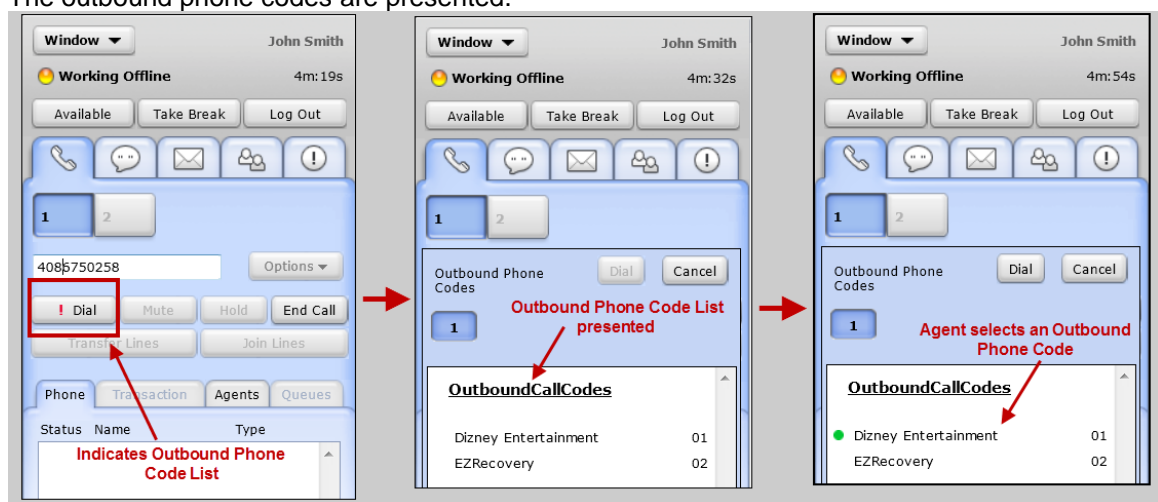 The outbound phone codes are presented.
Window
John Smith
Working Offline
4m:19s
Available
Take Break
Log Out
1
2
4085750258
Options
! Dial
Mute
Hold
End Call
Transfer Lines
Join Lines
Phone
Transaction
Agents
Queues
Status
Name
Type
Indicates Outbound Phone
Code List
Window
John Smith
Working Offline
4m:32s
Available
Take Break
Log Out
1
2
Outbound Phone
Codes
Dial
Cancel
1
Outbound Phone Code List
presented
OutboundCallCodes
Dizney Entertainment 01
EZRecovery 02
Window
John Smith
Working Offline
4m:54s
Available
Take Break
Log Out
1
2
Outbound Phone
Codes
Dial
Cancel
1
Agent selects an Outbound
Phone Code
OutboundCallCodes
Dizney Entertainment 01
EZRecovery 02